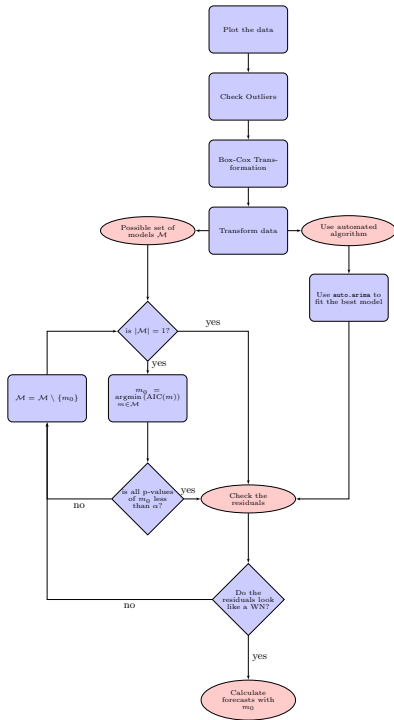 Plot the data
Check Outliers
Box-Cox Trans-
formation
Possible set of
models ℳ
Transform data
Use automated
algorithm
Use auto.arima to
fit the best model
is |ℳ| = 1?
yes
yes
ℳ = ℳ \ {m₀}
m₀ =
argmin (AIC(m))
m∈ℳ
is all p-values
of m₀ less
than α?
yes
no
Check the
residuals
Do the
residuals look
like a WN?
no
yes
Calculate
forecasts with
m₀